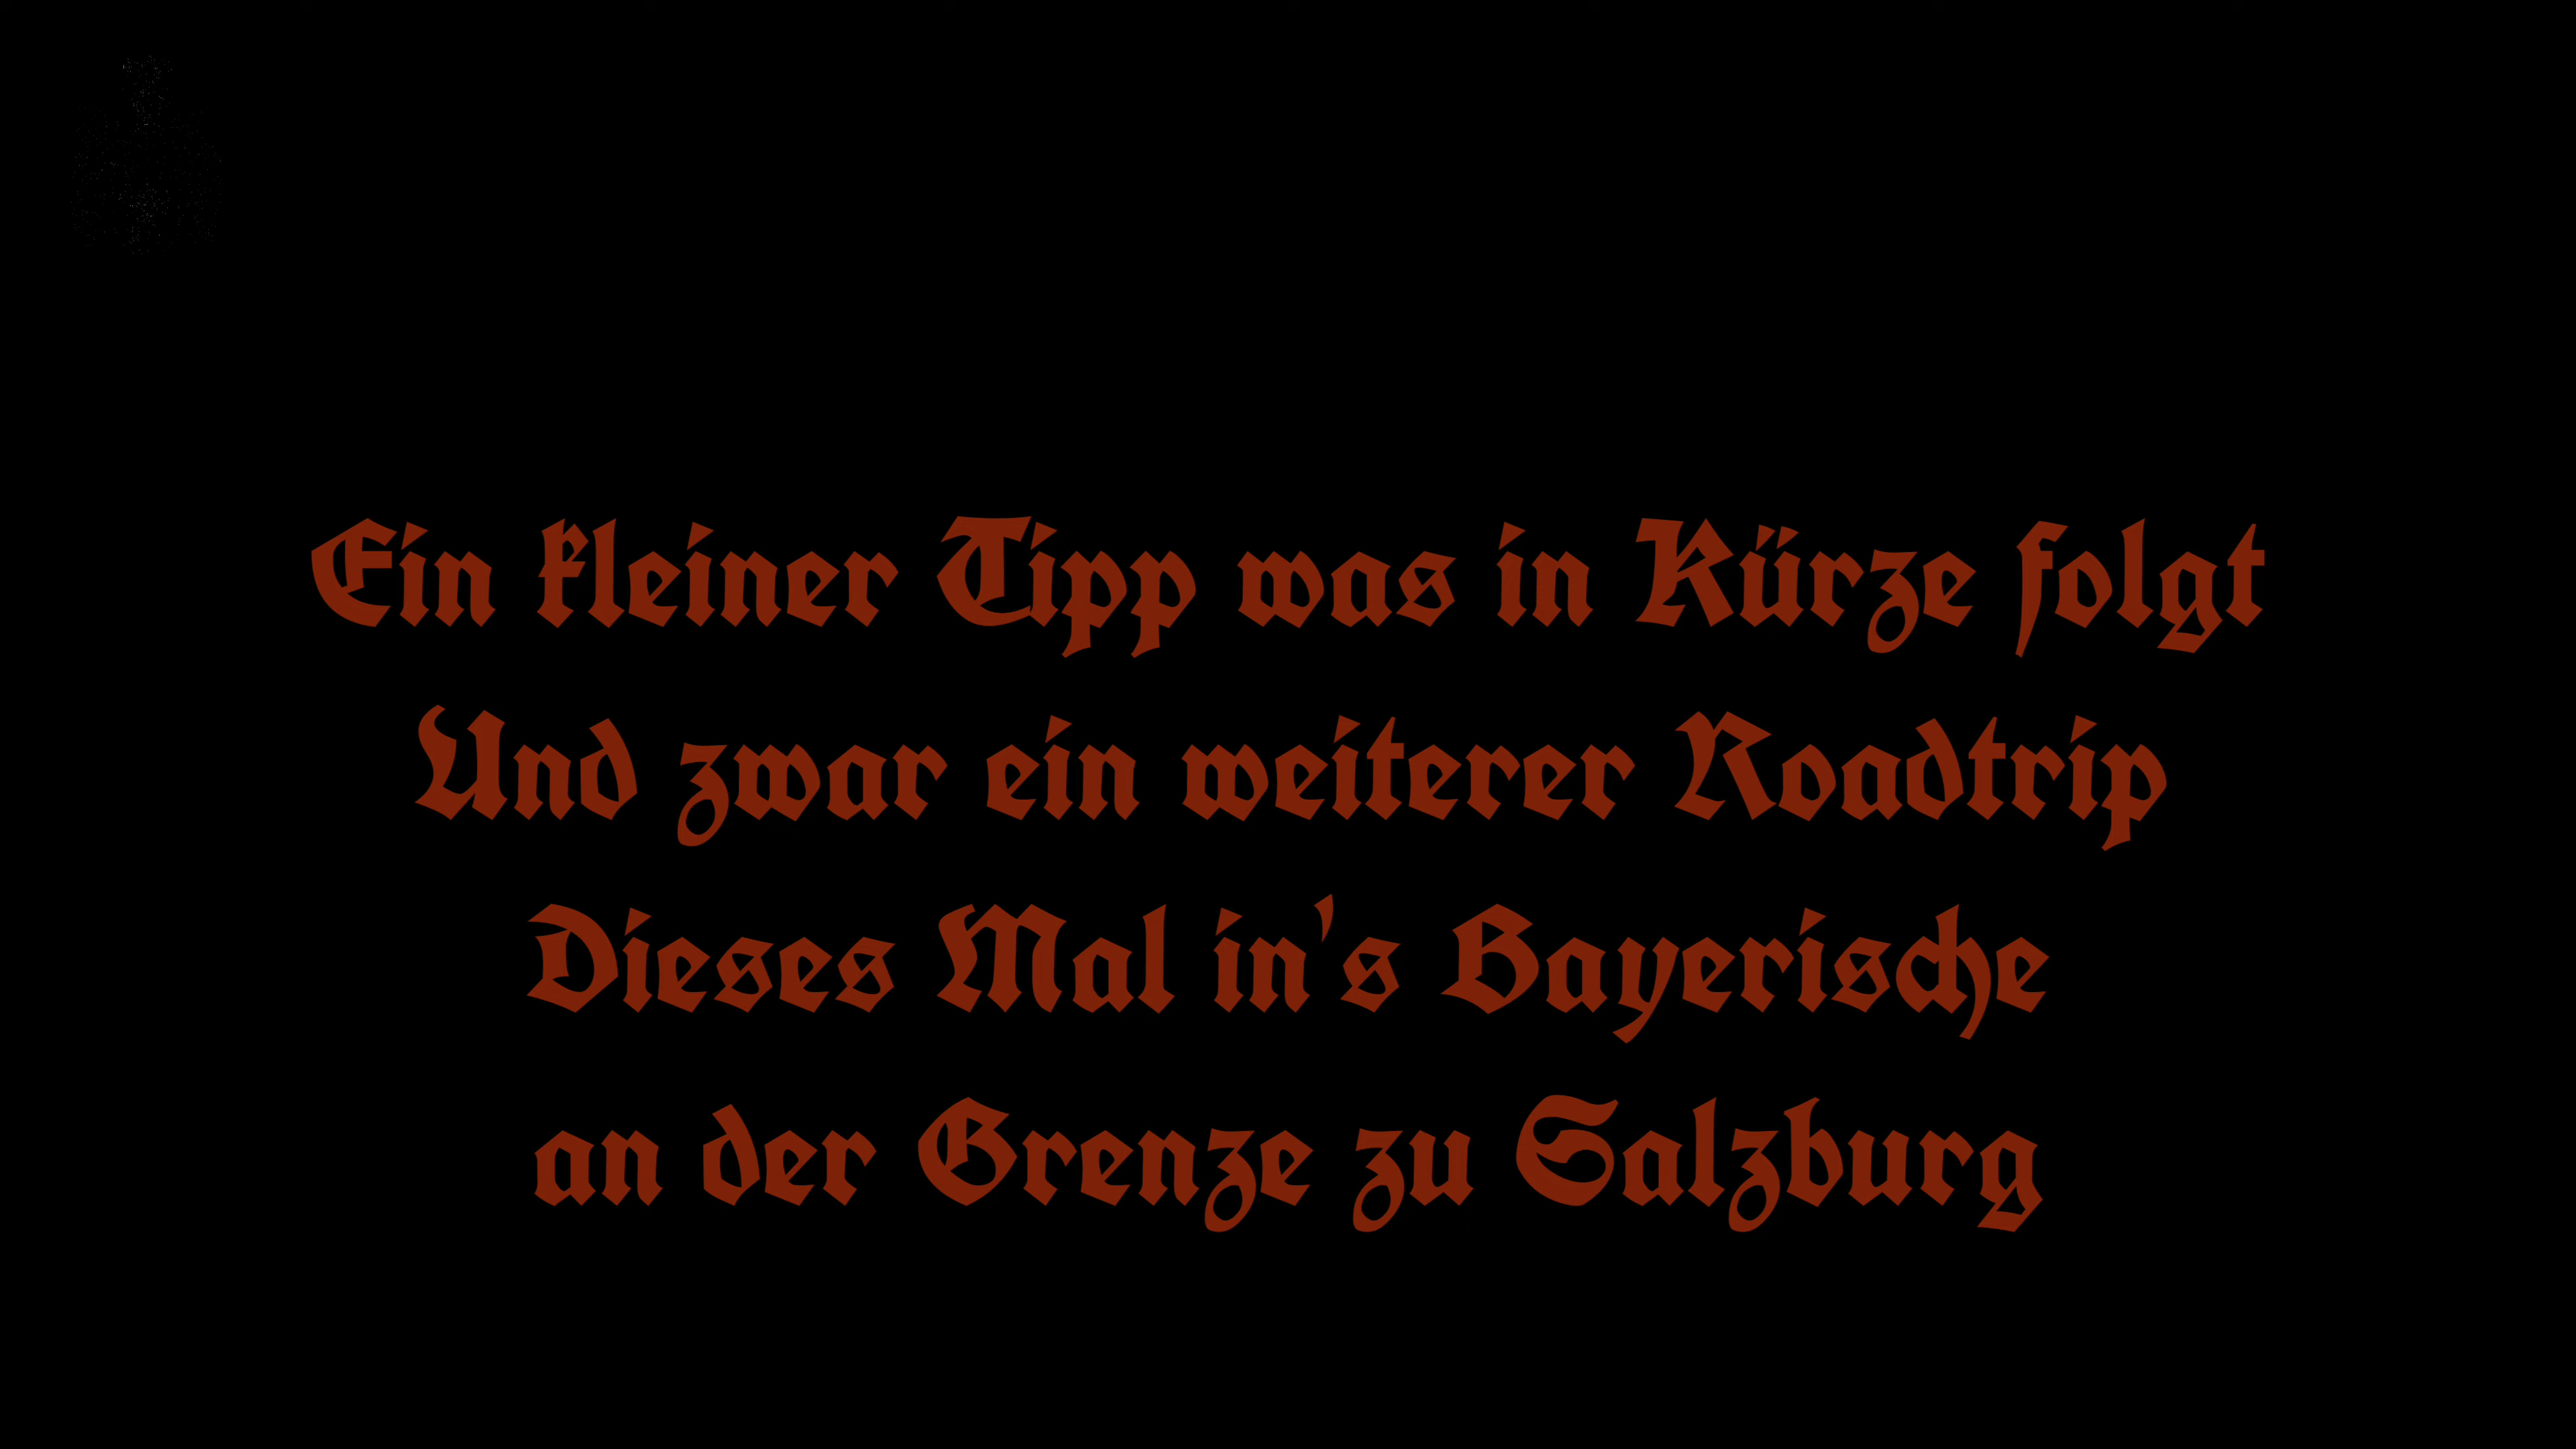 Ein kleiner Tipp was in Kürze folgt
Und zwar ein weiterer Roadtrip
Dieses Mal in's Bayerische
an der Grenze zu Salzburg